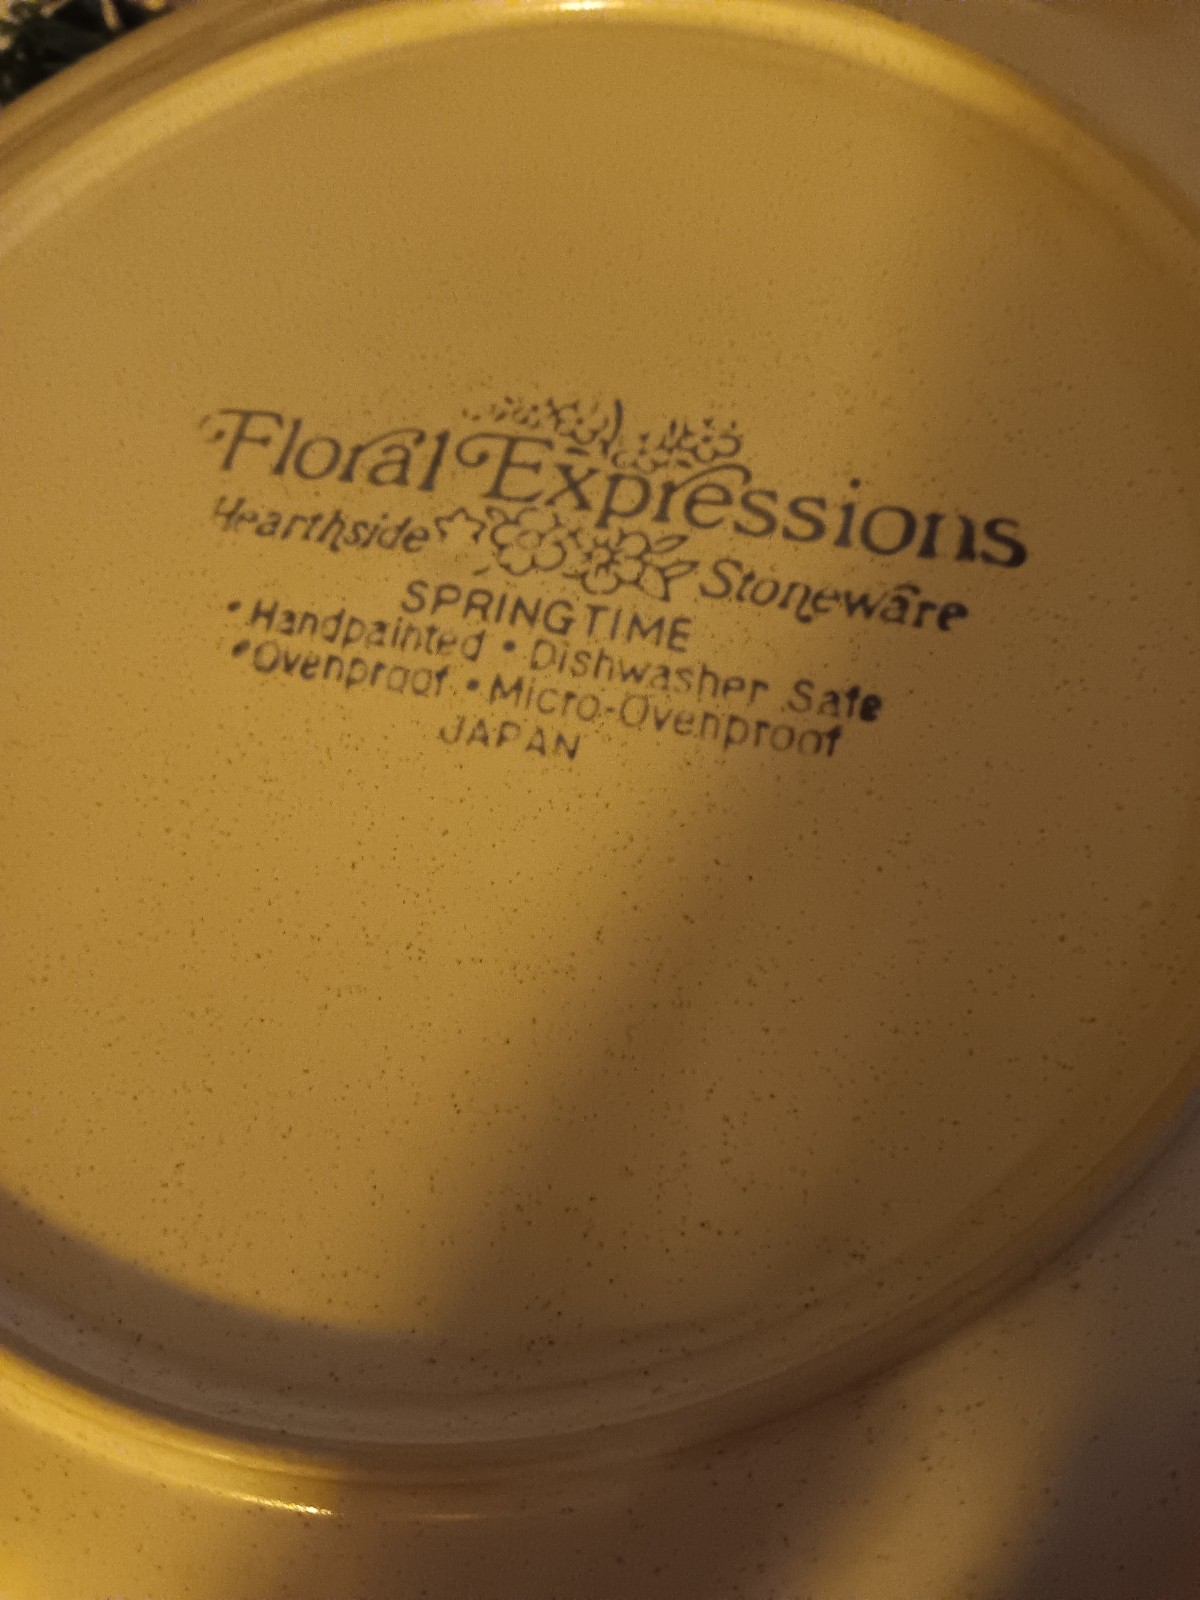 Floral Expressions
Hearthside Stoneware
SPRINGTIME
• Handpainted • Dishwasher Safe
• Ovenproof • Micro-Ovenproof
JAPAN